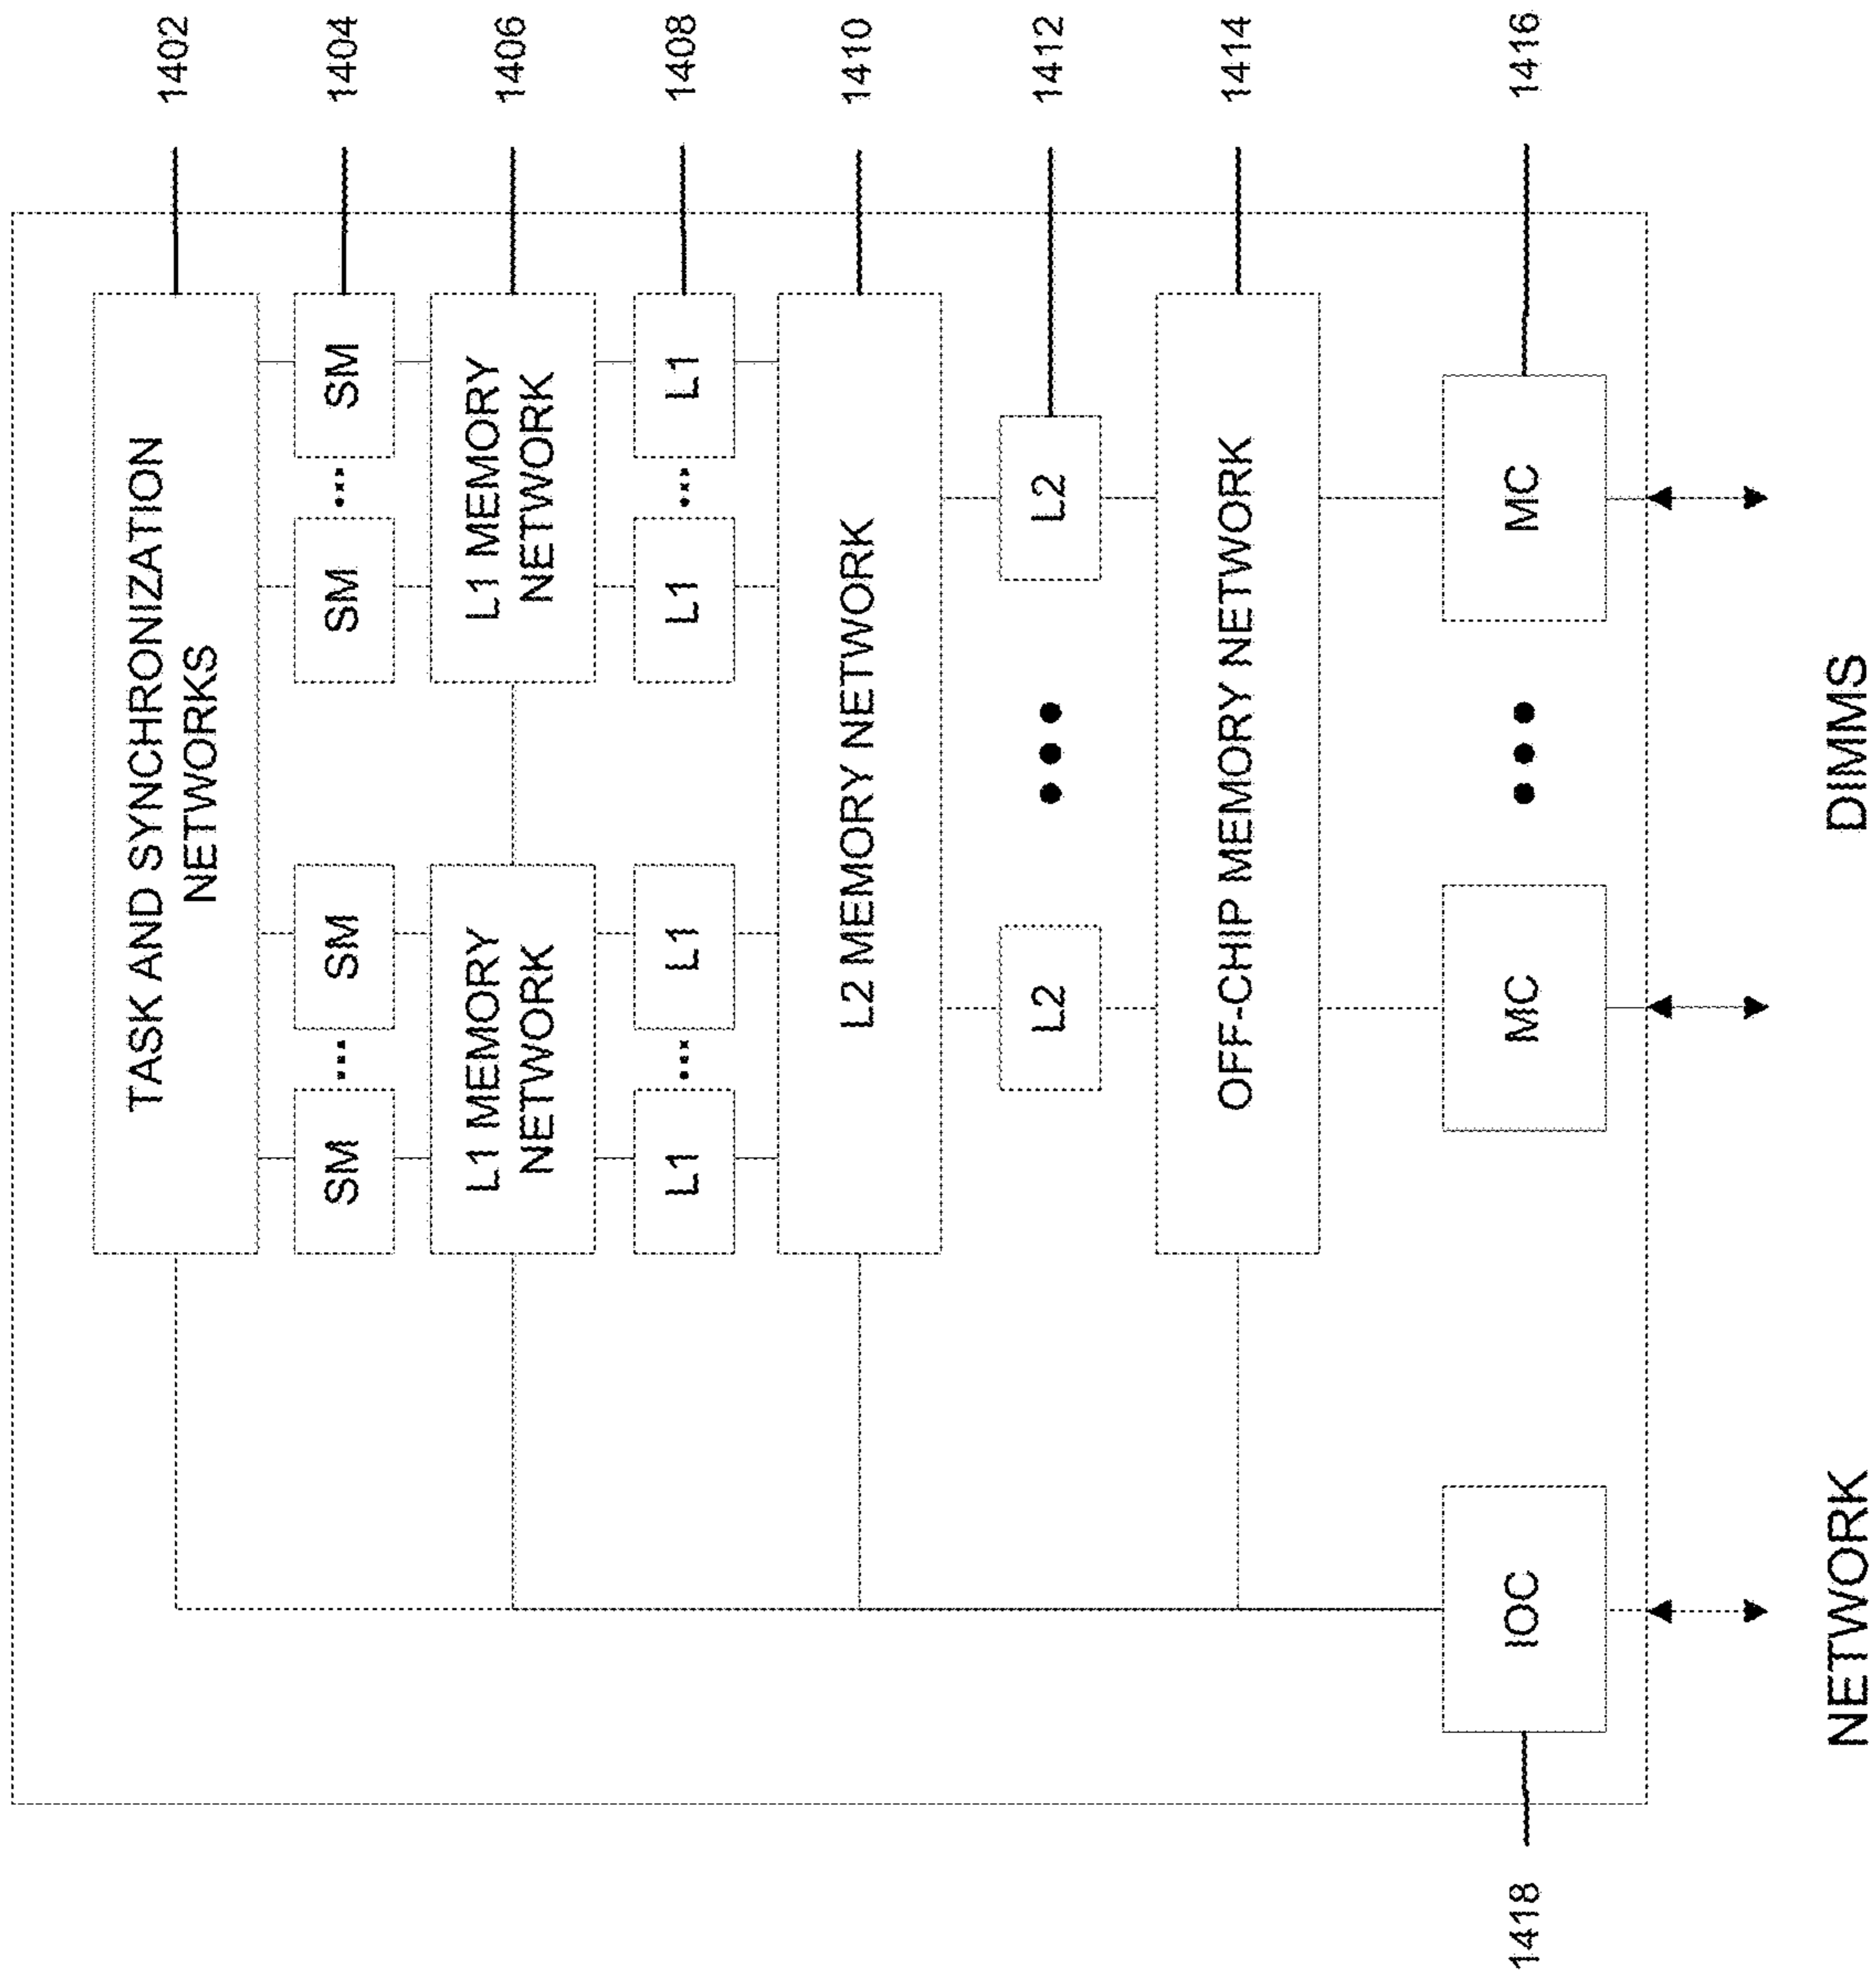 TASK AND SYNCHRONIZATION
NETWORKS
1402
SM
...
SM
SM
...
SM
1404
L1 MEMORY
NETWORK
L1 MEMORY
NETWORK
1406
L1
...
L1
L1
...
L1
1408
L2 MEMORY NETWORK
1410
L2
L2
1412
OFF-CHIP MEMORY NETWORK
1414
1418
IOC
MC
MC
1416
NETWORK
DIMMS